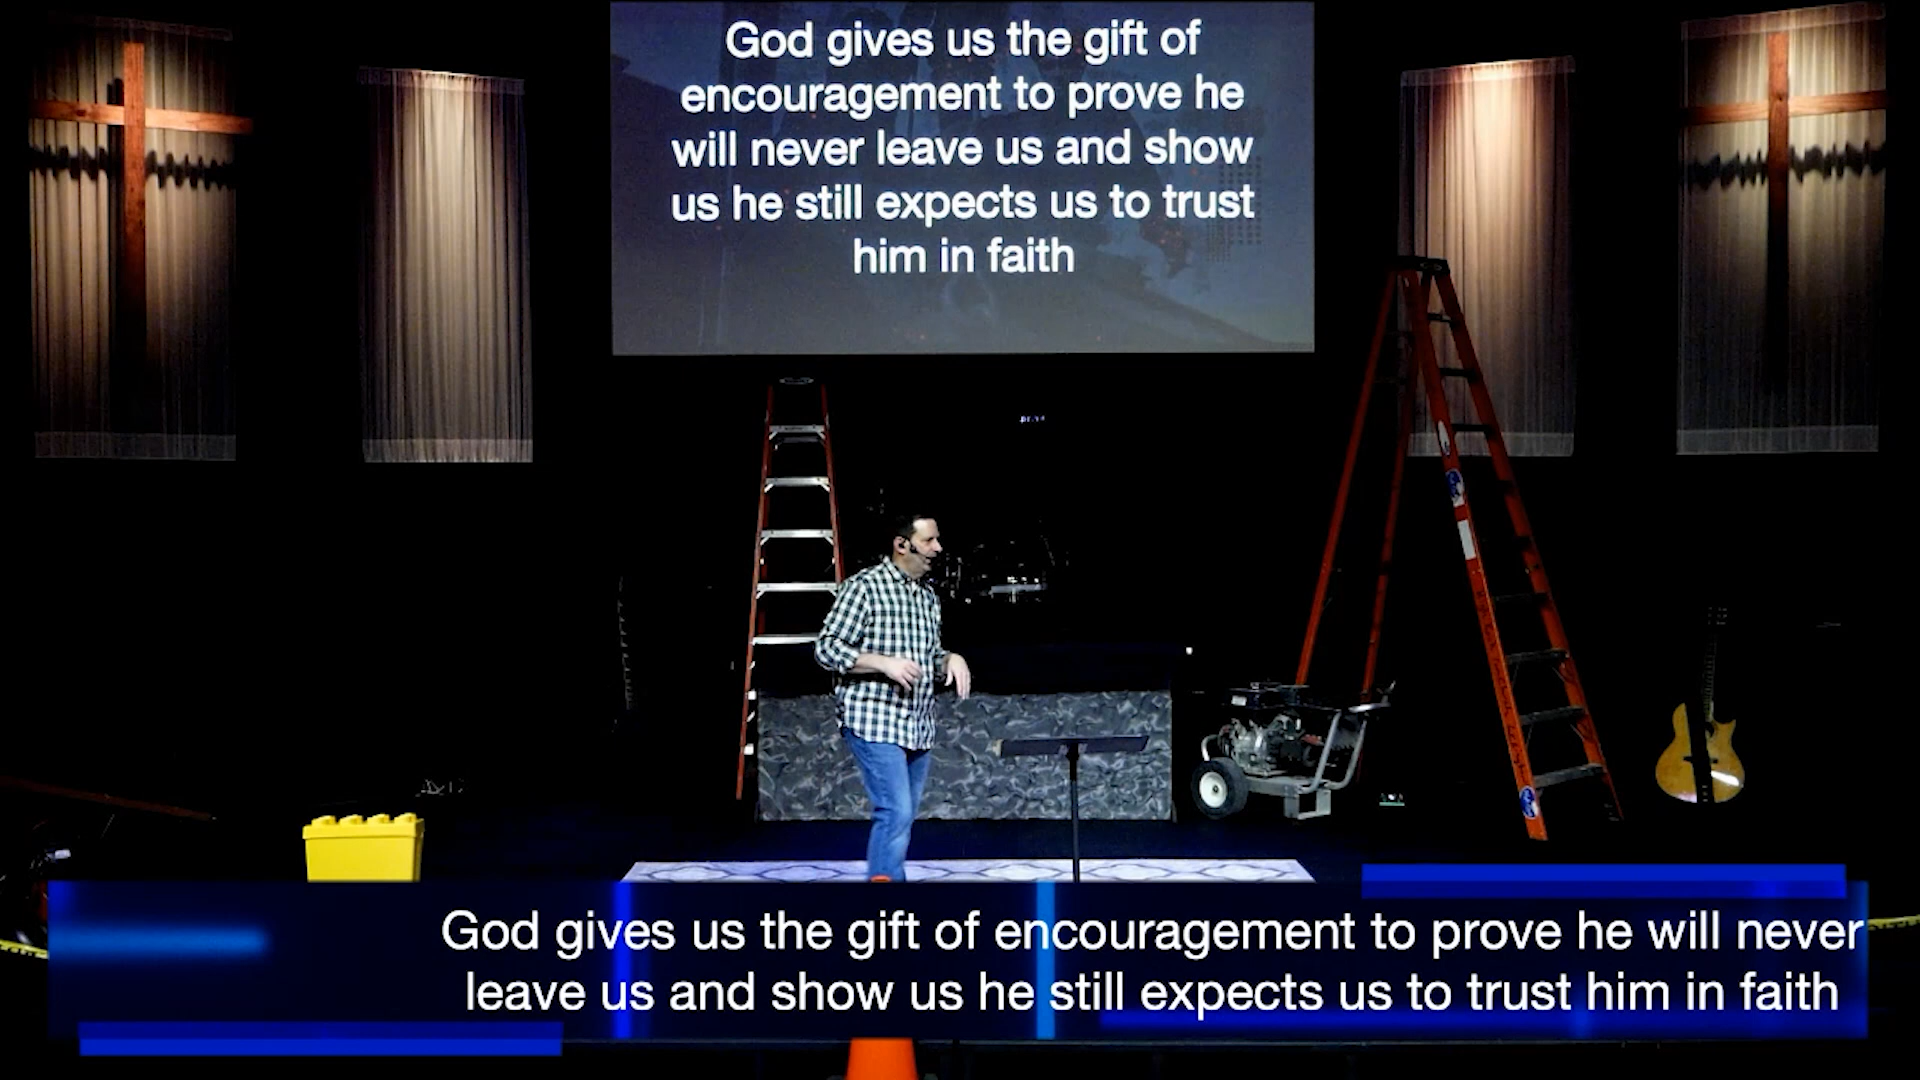 God gives us the gift of
encouragement to prove he
will never leave us and show
us he still expects us to trust
him in faith
God gives us the gift of encouragement to prove he will never
leave us and show us he still expects us to trust him in faith